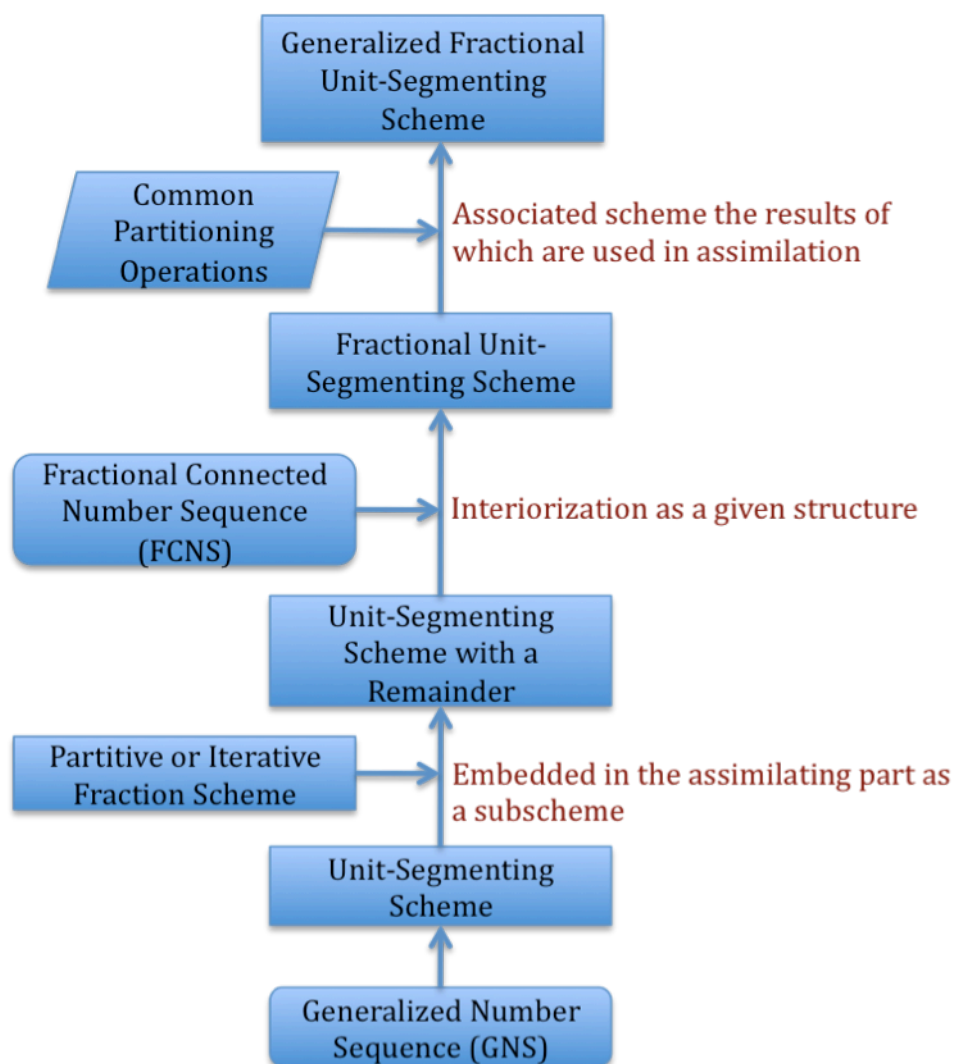 Generalized Fractional
Unit-Segmenting
Scheme
Common
Partitioning
Operations
Associated scheme the results of
which are used in assimilation
Fractional Unit-
Segmenting Scheme
Fractional Connected
Number Sequence
(FCNS)
Interiorization as a given structure
Unit-Segmenting
Scheme with a
Remainder
Partitive or Iterative
Fraction Scheme
Embedded in the assimilating part as
a subscheme
Unit-Segmenting
Scheme
Generalized Number
Sequence (GNS)